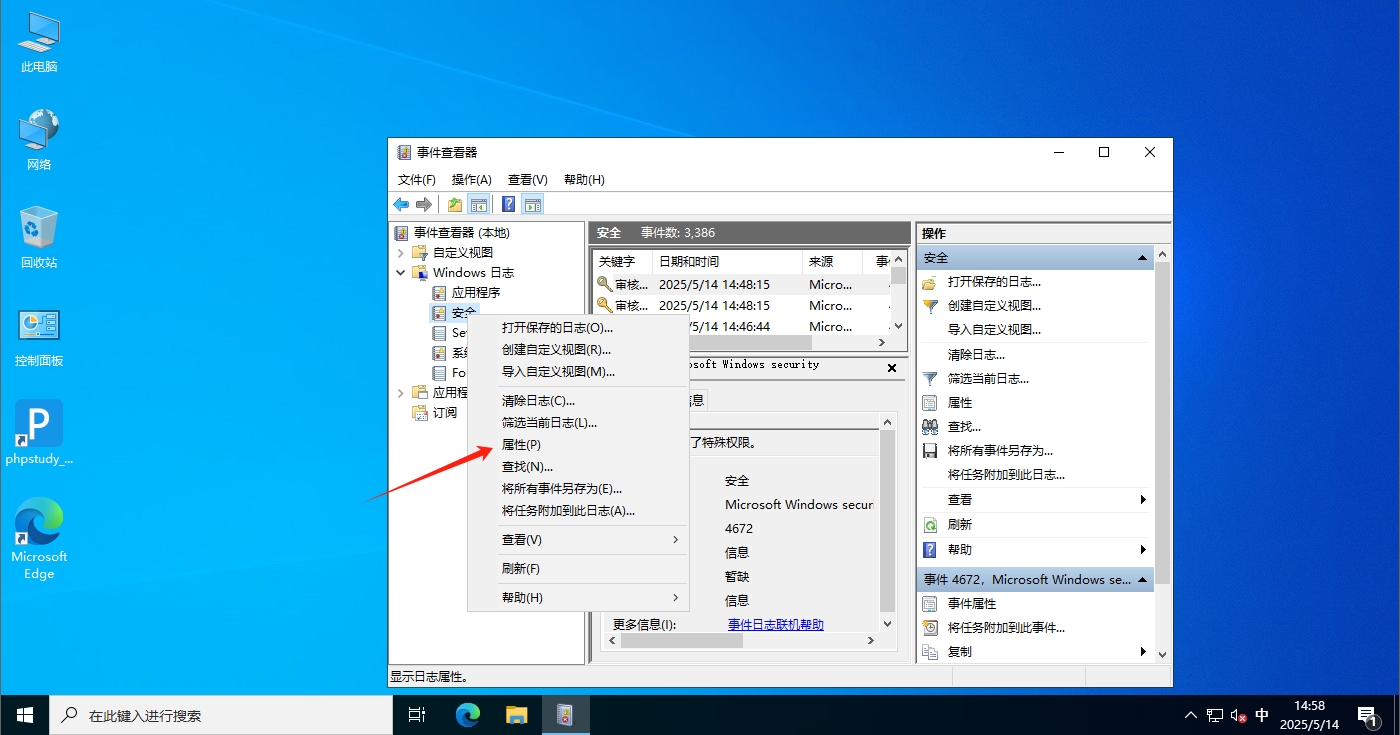 此电脑
网络
回收站
控制面板
phpstudy_...
Microsoft
Edge
事件查看器
文件(F) 操作(A) 查看(V) 帮助(H)
事件查看器 (本地)
自定义视图
Windows 日志
应用程序
安全
Se
系统
Fo
应用程
订阅
安全 事件数: 3,386
关键字 日期和时间 来源 事
审核... 2025/5/14 14:48:15 Micro...
审核... 2025/5/14 14:48:15 Micro...
5/14 14:46:44 Micro...
osoft Windows security
信息
了特殊权限。
安全
Microsoft Windows secur
4672
信息
暂缺
信息
更多信息(I): 事件日志联机帮助
打开保存的日志(O)...
创建自定义视图(R)...
导入自定义视图(M)...
清除日志(C)...
筛选当前日志(L)...
属性(P)
查找(N)...
将所有事件另存为(E)...
将任务附加到此日志(A)...
查看(V)
刷新(F)
帮助(H)
操作
安全
打开保存的日志...
创建自定义视图...
导入自定义视图...
清除日志...
筛选当前日志...
属性
查找...
将所有事件另存为...
将任务附加到此日志...
查看
刷新
帮助
事件 4672，Microsoft Windows se...
事件属性
将任务附加到此事件...
复制
显示日志属性。
在此键入进行搜索
中
14:58
2025/5/14
1